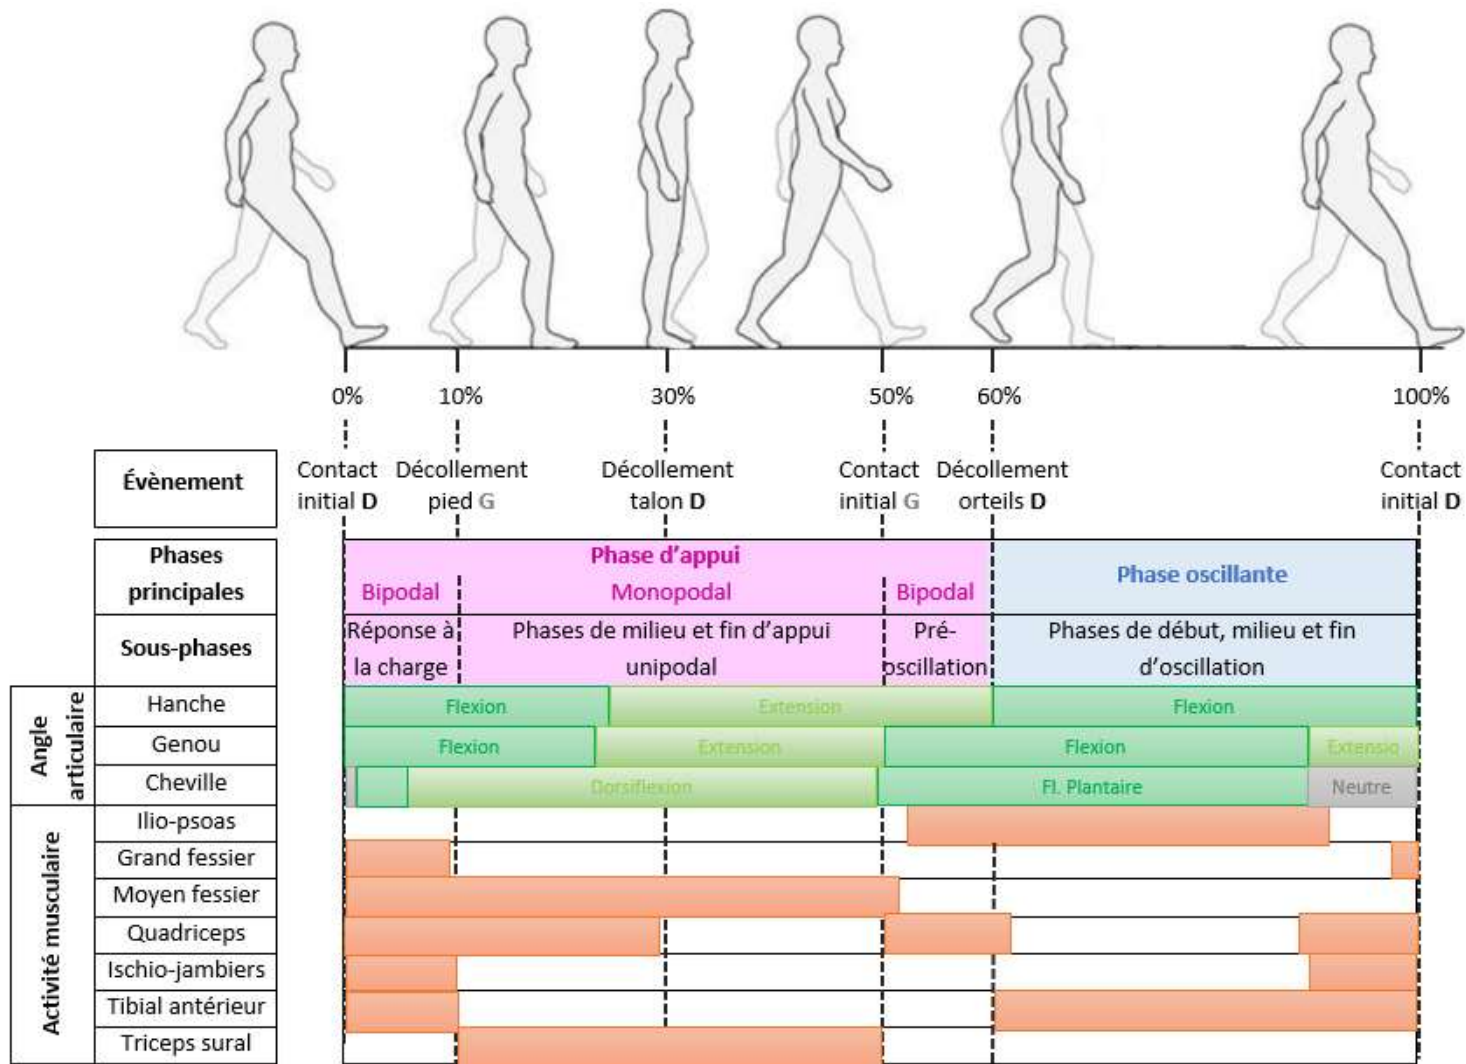 0% 10% 30% 50% 60% 100%
Évènement
Contact initial D
Décollement pied G
Décollement talon D
Contact initial G
Décollement orteils D
Contact initial D
Phases principales
Phase d'appui
Bipodal Monopodal Bipodal
Phase oscillante
Sous-phases
Réponse à la charge
Phases de milieu et fin d'appui unipodal
Pré-oscillation
Phases de début, milieu et fin d'oscillation
Angle articulaire
Hanche Flexion Extension Flexion
Genou Flexion Extension Flexion Extensio
Cheville Dorsiflexion Fl. Plantaire Neutre
Activité musculaire
Ilio-psoas
Grand fessier
Moyen fessier
Quadriceps
Ischio-jambiers
Tibial antérieur
Triceps sural